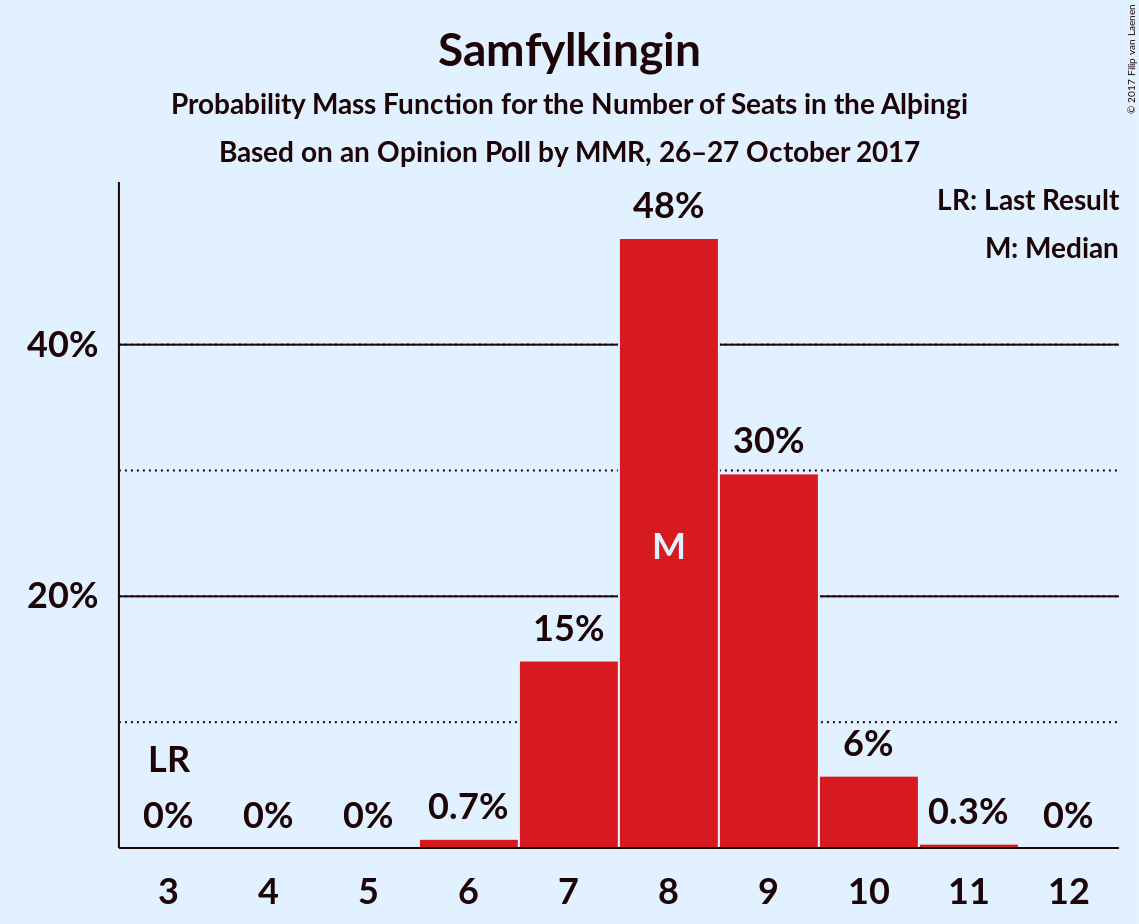 Samfylkingin
Probability Mass Function for the Number of Seats in the Alþingi
Based on an Opinion Poll by MMR, 26–27 October 2017
© 2017 Filip van Laenen
LR: Last Result
M: Median
48%
40%
30%
M
20%
15%
6%
LR
0% 0% 0% 0.7% 0.3% 0%
3 4 5 6 7 8 9 10 11 12